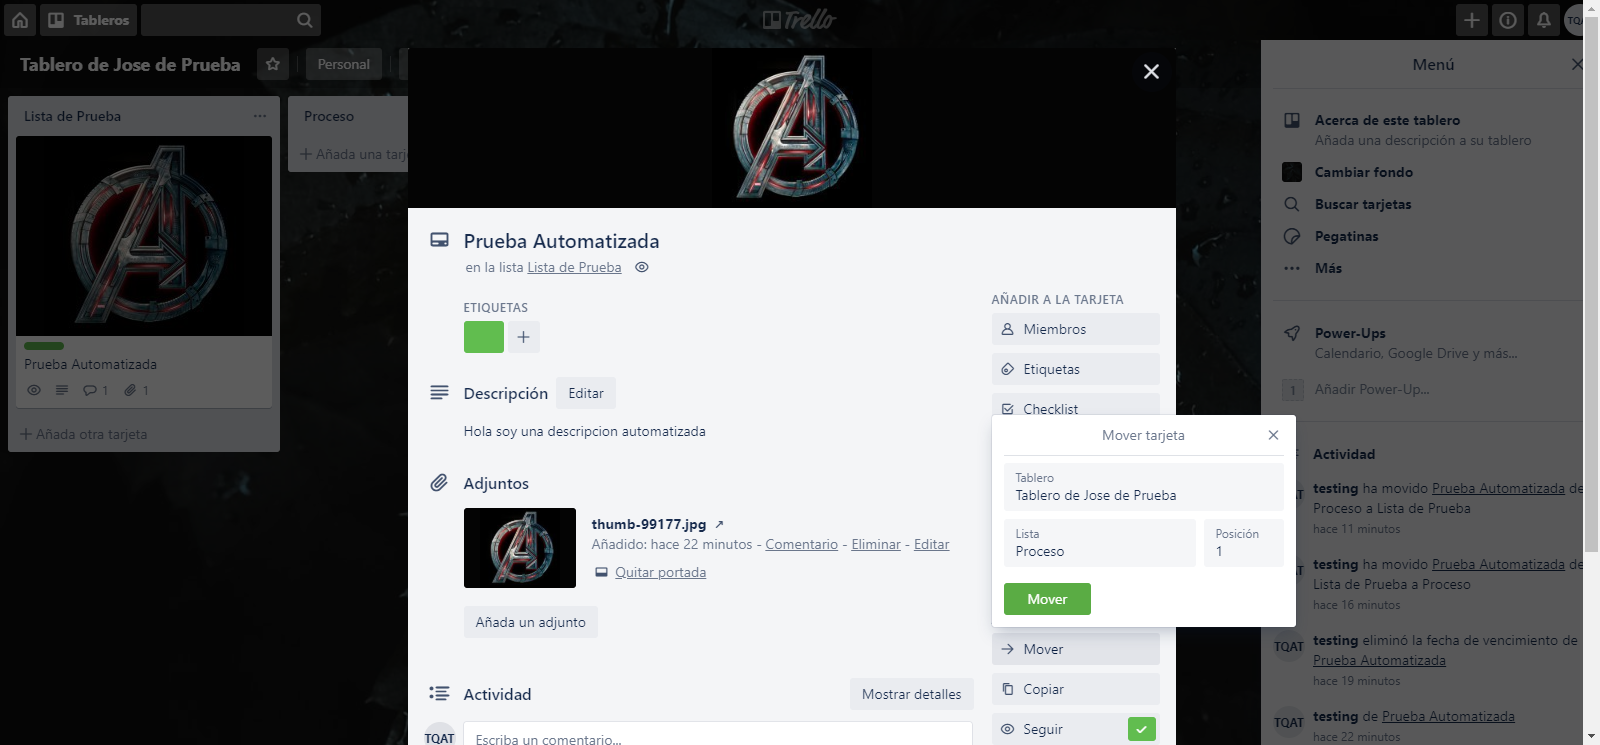 Tableros
Trello
TQA
Tablero de Jose de Prueba
Personal
Lista de Prueba
Prueba Automatizada
1
1
Añada otra tarjeta
Proceso
Añada una tarj
Prueba Automatizada
en la lista Lista de Prueba
ETIQUETAS
Descripción
Editar
Hola soy una descripcion automatizada
Adjuntos
thumb-99177.jpg
Añadido: hace 22 minutos - Comentario - Eliminar - Editar
Quitar portada
Añada un adjunto
Actividad
Mostrar detalles
TQAT
Escriba un comentario...
AÑADIR A LA TARJETA
Miembros
Etiquetas
Checklist
Mover tarjeta
Tablero
Tablero de Jose de Prueba
Lista
Proceso
Posición
1
Mover
Mover
Copiar
Seguir
Menú
Acerca de este tablero
Añada una descripción a su tablero
Cambiar fondo
Buscar tarjetas
Pegatinas
Más
Power-Ups
Calendario, Google Drive y más...
1
Añadir Power-Up...
Actividad
testing ha movido Prueba Automatizada de
Proceso a Lista de Prueba
hace 11 minutos
testing ha movido Prueba Automatizada de
Lista de Prueba a Proceso
hace 16 minutos
TQAT
testing eliminó la fecha de vencimiento de
Prueba Automatizada
hace 19 minutos
TQAT
testing de Prueba Automatizada
hace 22 minutos